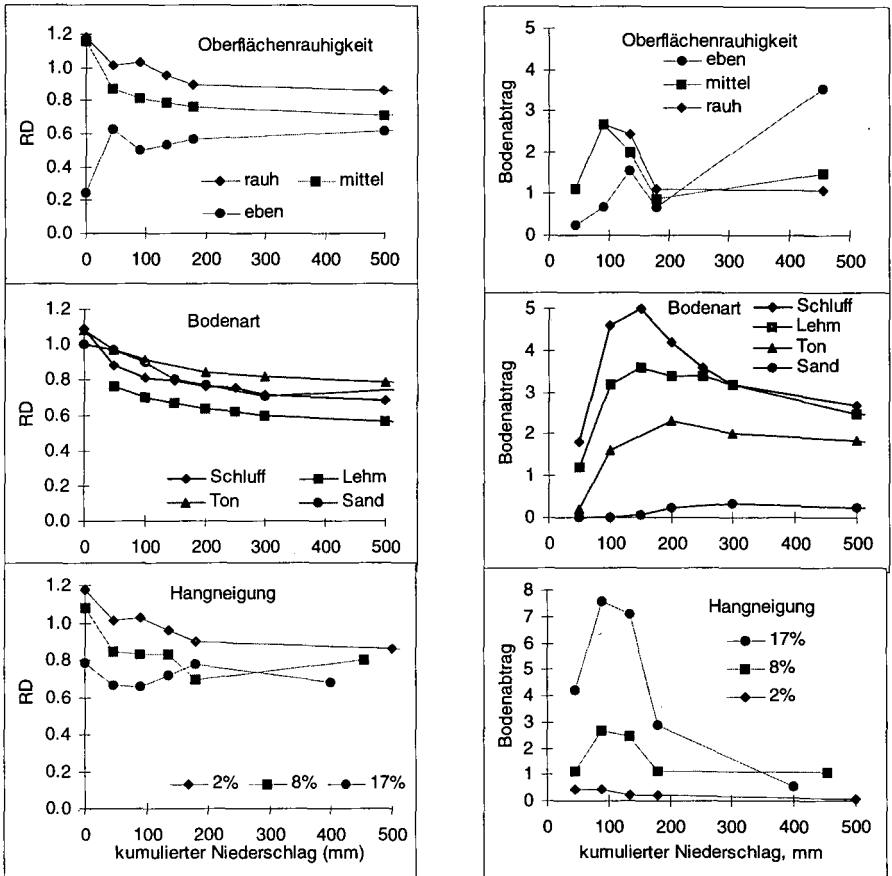 1.2
1.0
0.8
0.6
0.4
0.2
0.0
RD
Oberflächenrauhigkeit
rauh mittel
eben
0 100 200 300 400 500
5
4
3
2
1
0
Bodenabtrag
Oberflächenrauhigkeit
eben
mittel
rauh
0 100 200 300 400 500
1.2
1.0
0.8
0.6
0.4
0.2
0.0
RD
Bodenart
Schluff Lehm
Ton Sand
0 100 200 300 400 500
5
4
3
2
1
0
Bodenabtrag
Bodenart
Schluff
Lehm
Ton
Sand
0 100 200 300 400 500
1.2
1.0
0.8
0.6
0.4
0.2
0.0
RD
Hangneigung
2% 8% 17%
0 100 200 300 400 500
kumulierter Niederschlag (mm)
8
7
6
5
4
3
2
1
0
Bodenabtrag
Hangneigung
17%
8%
2%
0 100 200 300 400 500
kumulierter Niederschlag, mm